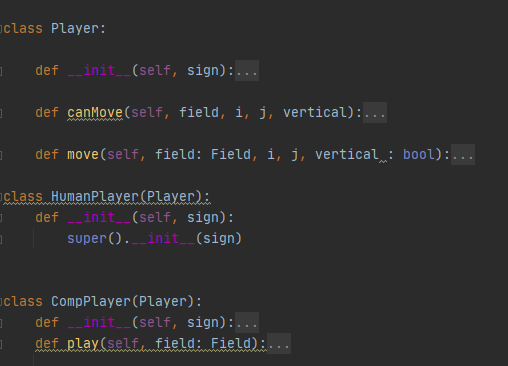 class Player:
def __init__(self, sign):...
def canMove(self, field, i, j, vertical):...
def move(self, field: Field, i, j, vertical : bool):...
class HumanPlayer(Player):
def __init__(self, sign):
super().__init__(sign)
class CompPlayer(Player):
def __init__(self, sign):...
def play(self, field: Field):...